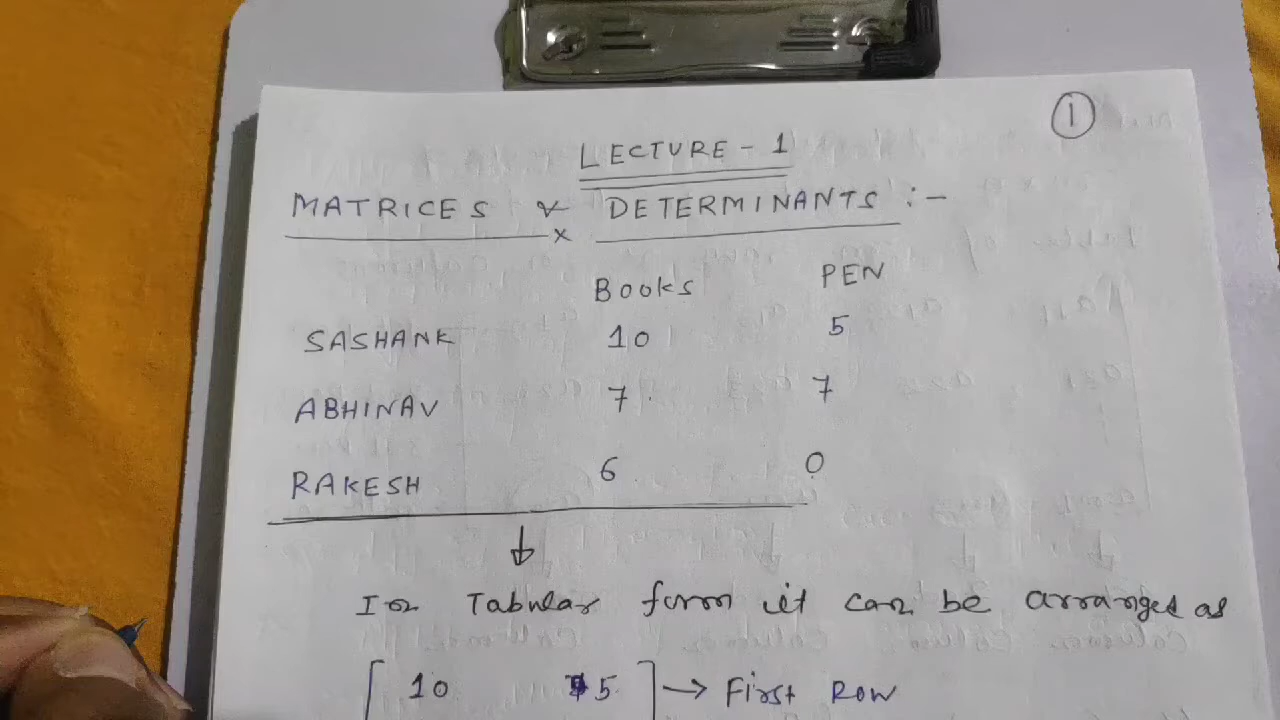 1
LECTURE - 1
MATRICES & DETERMINANTS :-
x
Books PEN
SASHANK 10 5
ABHINAV 7 7
RAKESH 6 0
↓
In Tabular form it can be arranged as
[ 10 5 ] → First Row